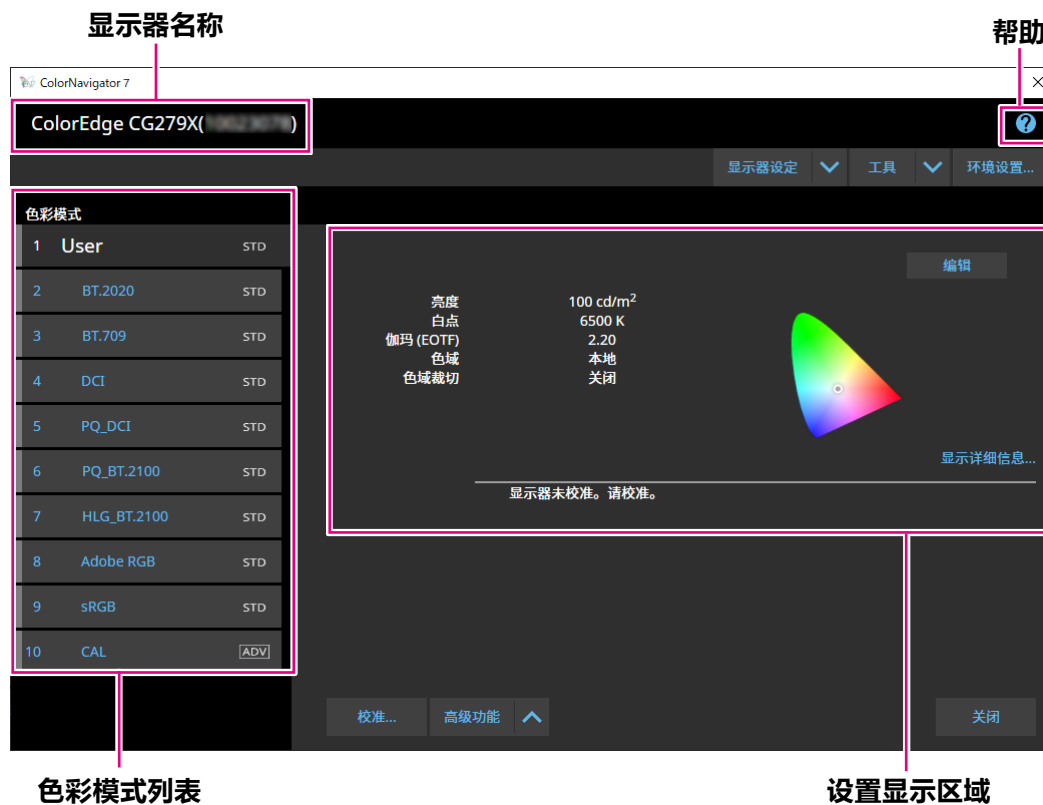 显示器名称
帮助
ColorNavigator 7
ColorEdge CG279X( )
显示器设定 工具 环境设置...
色彩模式
1 User STD
2 BT.2020 STD
3 BT.709 STD
4 DCI STD
5 PQ_DCI STD
6 PQ_BT.2100 STD
7 HLG_BT.2100 STD
8 Adobe RGB STD
9 sRGB STD
10 CAL ADV
编辑
亮度 100 cd/m²
白点 6500 K
伽玛 (EOTF) 2.20
色域 本地
色域裁切 关闭
显示详细信息...
显示器未校准。请校准。
校准... 高级功能 关闭
色彩模式列表
设置显示区域